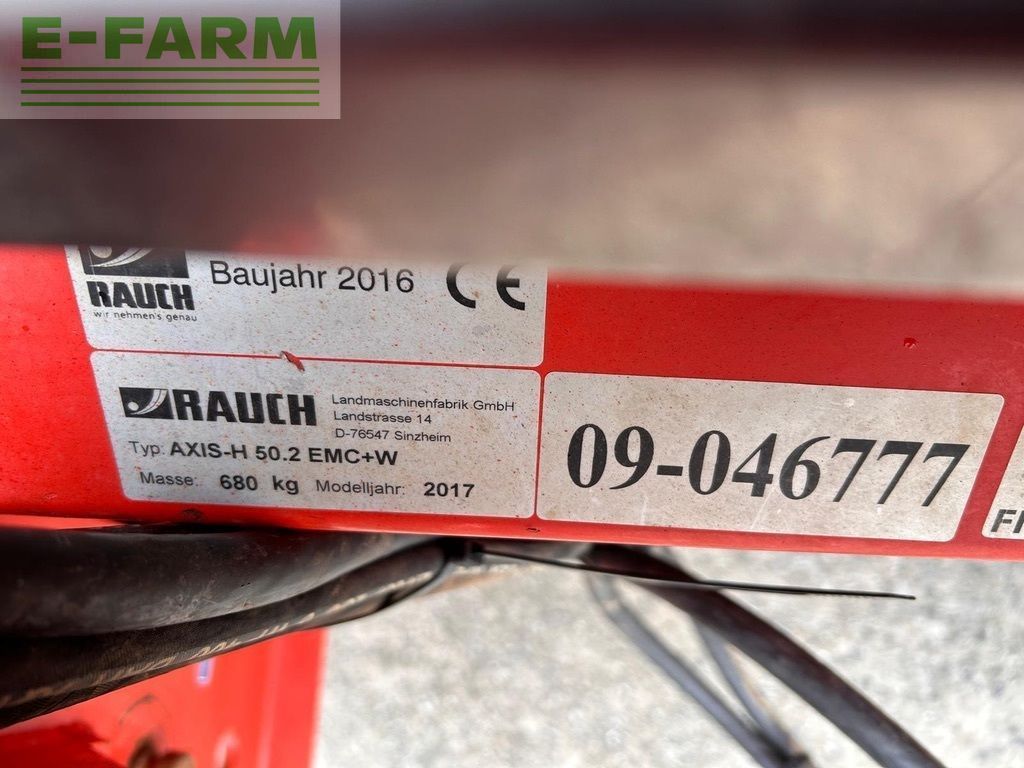 E-FARM
Baujahr 2016 CE
RAUCH
wir nehmen's genau
RAUCH
Landmaschinenfabrik GmbH
Landstrasse 14
D-76547 Sinzheim
Typ: AXIS-H 50.2 EMC+W
Masse: 680 kg Modelljahr: 2017
09-046777